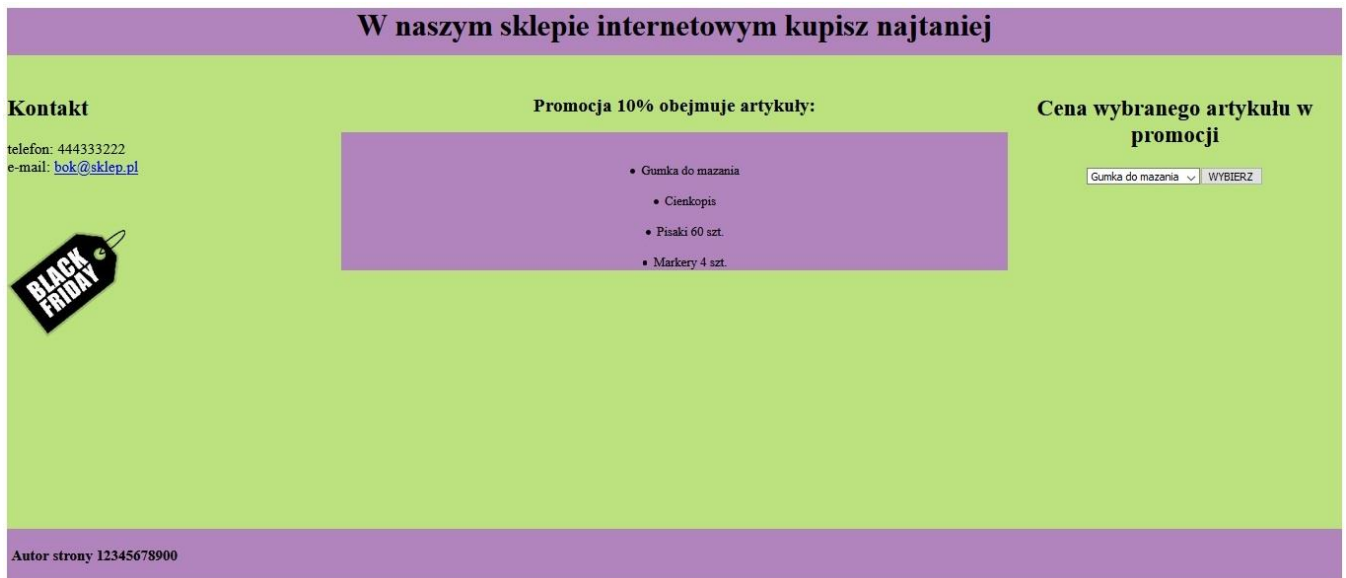 W naszym sklepie internetowym kupisz najtaniej
Kontakt
telefon: 444333222
e-mail: bok@sklep.pl
BLACK
FRIDAY
Promocja 10% obejmuje artykuły:
Gumka do mazania
Cienkopis
Pisaki 60 szt.
Markery 4 szt.
Cena wybranego artykułu w
promocji
Gumka do mazania WYBIERZ
Autor strony 12345678900